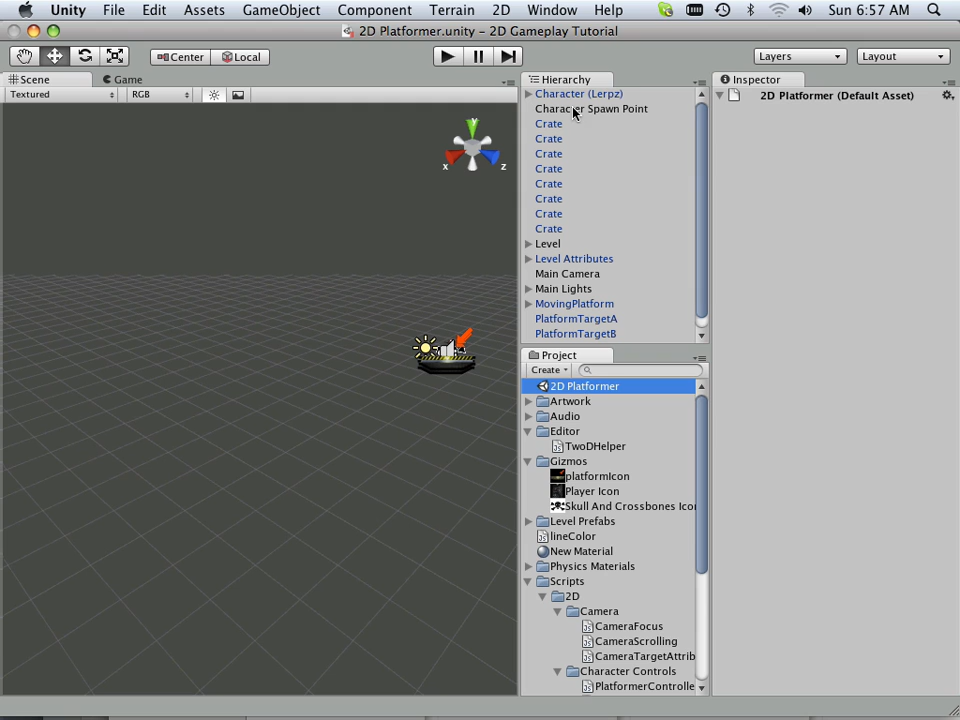 Unity File Edit Assets GameObject Component Terrain 2D Window Help Sun 6:57 AM
2D Platformer.unity - 2D Gameplay Tutorial
Center Local Layers Layout
Scene Game
Textured RGB
y
x z
Hierarchy
Character (Lerpz)
Character Spawn Point
Crate
Crate
Crate
Crate
Crate
Crate
Crate
Crate
Level
Level Attributes
Main Camera
Main Lights
MovingPlatform
PlatformTargetA
PlatformTargetB
Project
Create
2D Platformer
Artwork
Audio
Editor
TwoDHelper
Gizmos
platformIcon
Player Icon
Skull And Crossbones Icon
Level Prefabs
lineColor
New Material
Physics Materials
Scripts
2D
Camera
CameraFocus
CameraScrolling
CameraTargetAttrib
Character Controls
PlatformerControlle
Inspector
2D Platformer (Default Asset)